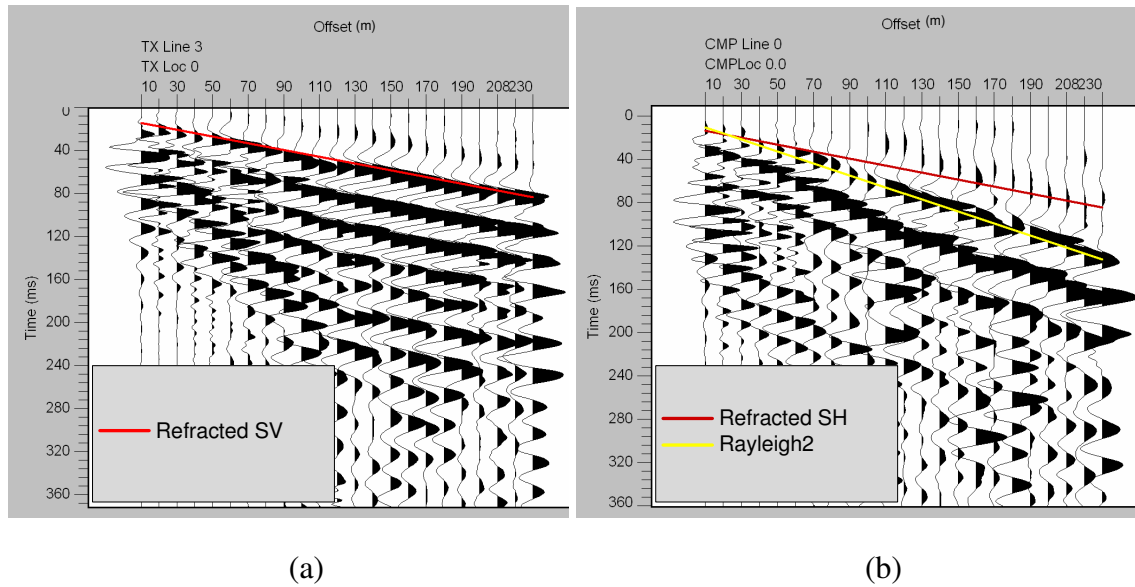 Offset (m)
TX Line 3
TX Loc 0
10 30 50 70 90 110 130 150 170 190 208 230
0
40
80
120
160
200
240
280
320
360
Time (ms)
Refracted SV
(a)
Offset (m)
CMP Line 0
CMPLoc 0.0
10 30 50 70 90 110 130 150 170 190 208 230
0
40
80
120
160
200
240
280
320
360
Time (ms)
Refracted SH
Rayleigh2
(b)